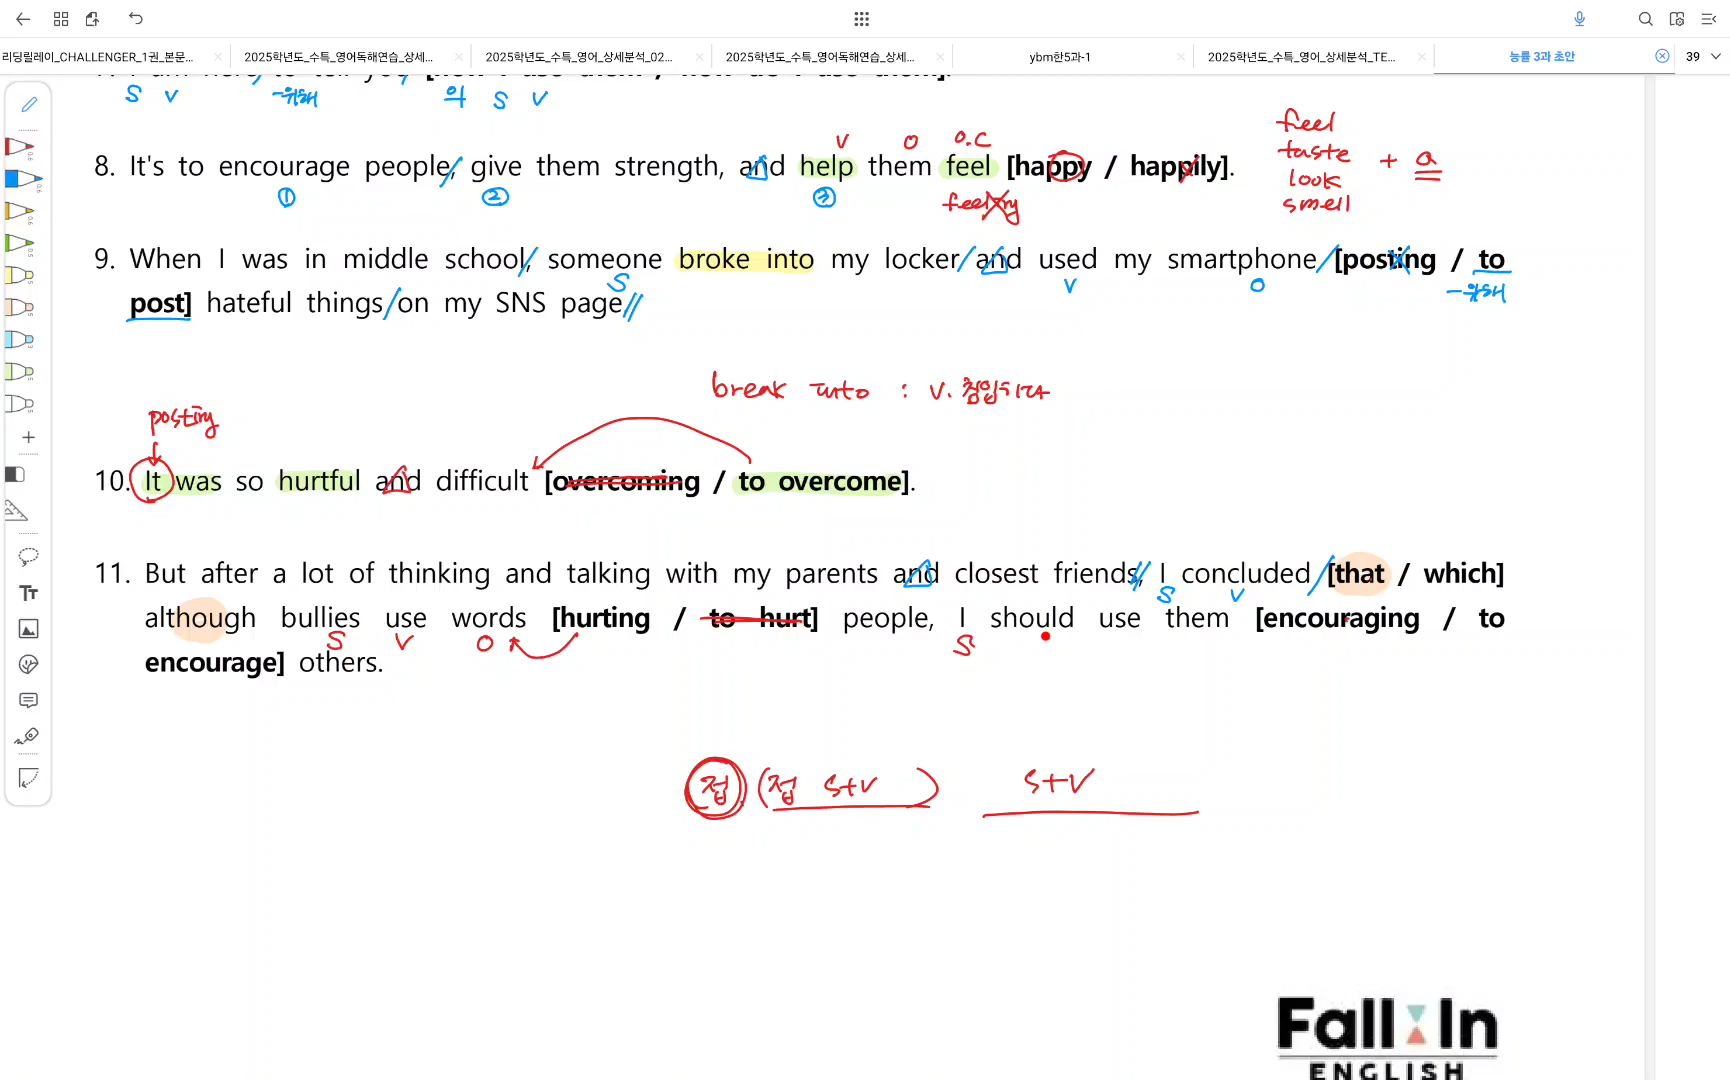 리딩릴레이_CHALLENGER_1권_본문...
2025학년도_수특_영어독해연습_상세...
2025학년도_수특_영어_상세분석_02...
2025학년도_수특_영어독해연습_상세...
ybm한5과-1
2025학년도_수특_영어_상세분석_TE...
능률 3과 초안
39
S V -위해 의 S V
V O O.C
8. It's to encourage people, give them strength, and help them feel [happy / happily].
① ② ③ feeling
feel
taste
look
smell
+ a
9. When I was in middle school, someone broke into my locker and used my smartphone [posting / to
S V O -위해
post] hateful things on my SNS page
break into : v. 침입하다
posting
10. It was so hurtful and difficult [overcoming / to overcome].
11. But after a lot of thinking and talking with my parents and closest friends, I concluded [that / which]
S V
although bullies use words [hurting / to hurt] people, I should use them [encouraging / to
S V O S
encourage] others.
접 (접 S+V ) S+V
Fall In
ENGLISH